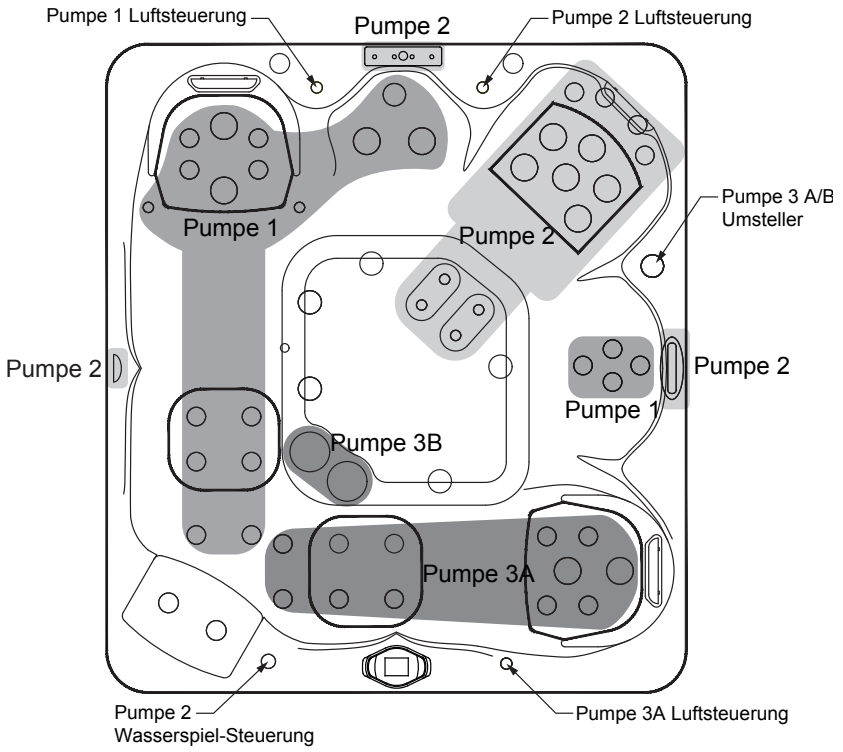 Pumpe 1 Luftsteuerung
Pumpe 2 Luftsteuerung
Pumpe 2
Pumpe 3 A/B
Umsteller
Pumpe 1
Pumpe 2
Pumpe 2
Pumpe 2
Pumpe 1
Pumpe 3B
Pumpe 3A
Pumpe 2
Wasserspiel-Steuerung
Pumpe 3A Luftsteuerung